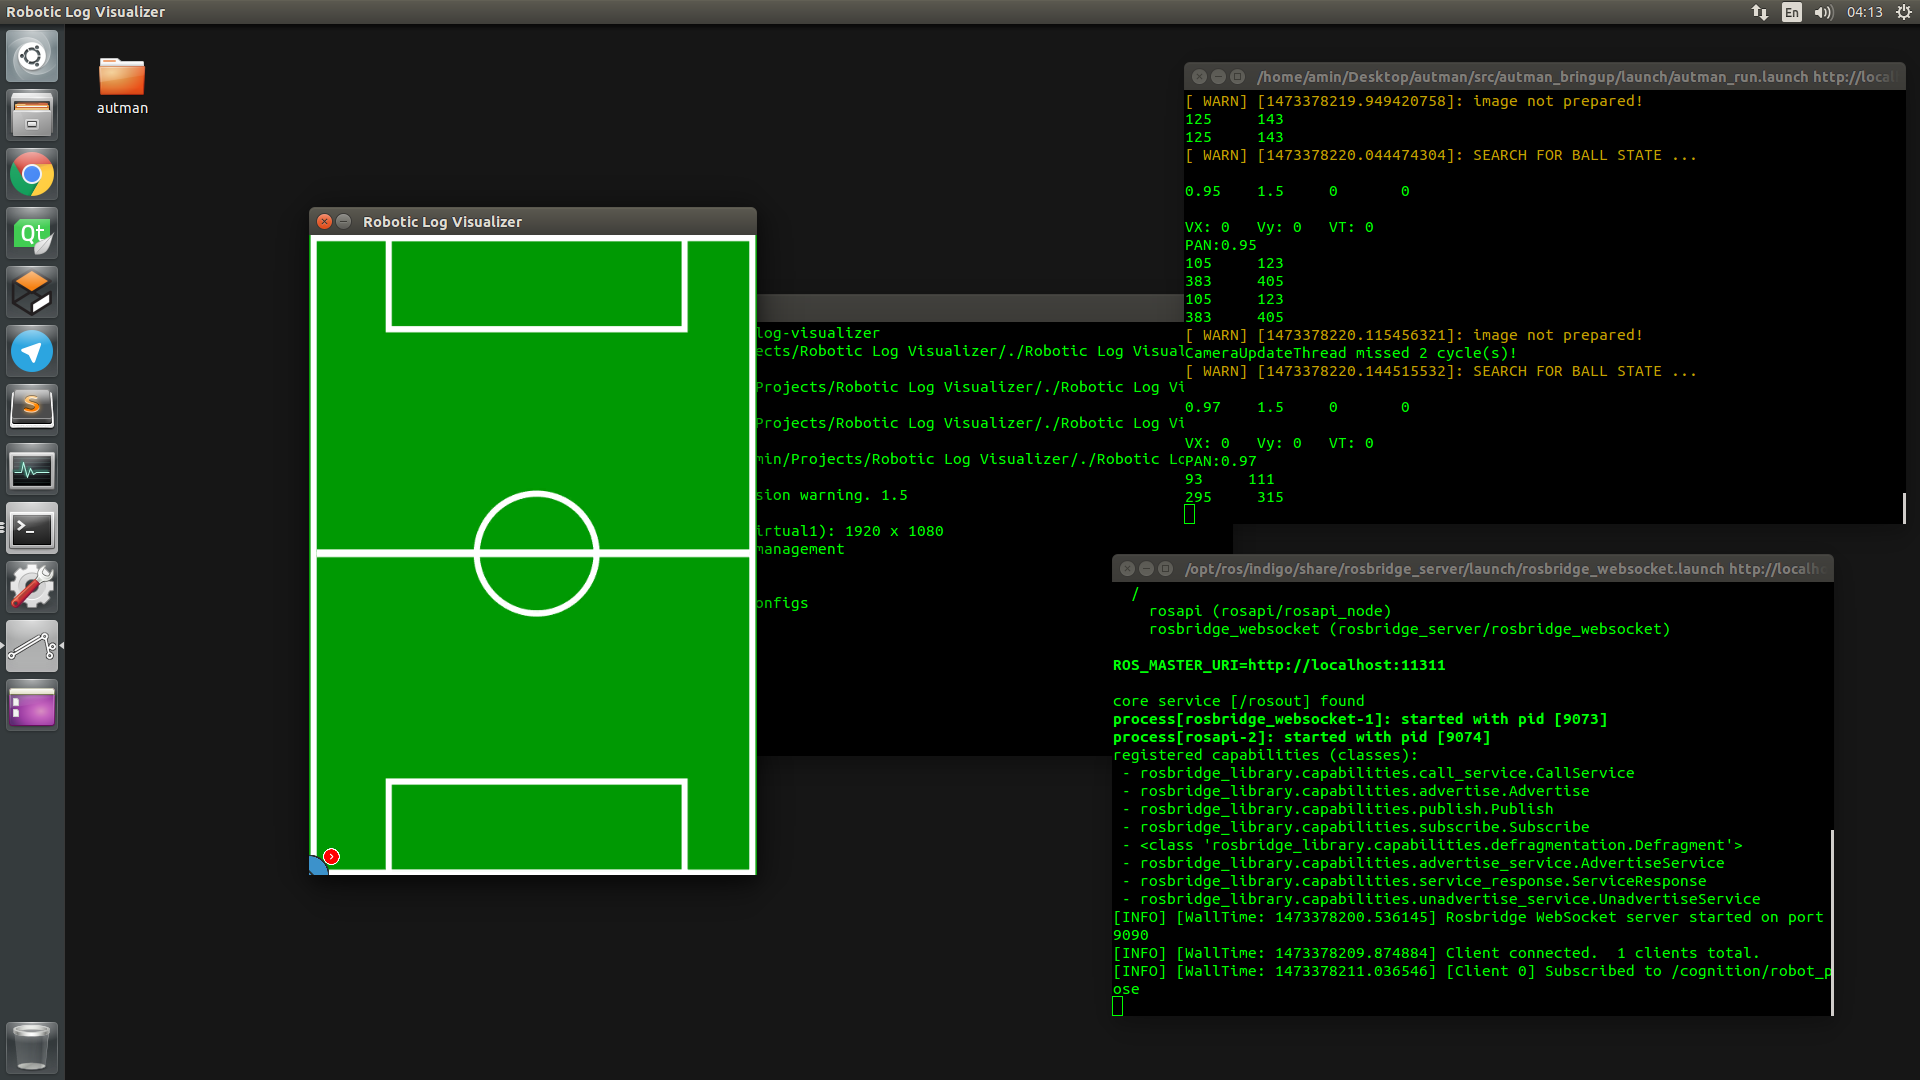 Robotic Log Visualizer
En
04:13
autman
Qt
S
>_
Robotic Log Visualizer
log-visualizer
ects/Robotic Log Visualizer/./Robotic Log Visual
Projects/Robotic Log Visualizer/./Robotic Log Vi
Projects/Robotic Log Visualizer/./Robotic Log Vi
min/Projects/Robotic Log Visualizer/./Robotic Lo
sion warning. 1.5
irtual1): 1920 x 1080
management
onfigs
/home/amin/Desktop/autman/src/autman_bringup/launch/autman_run.launch http://local
[ WARN] [1473378219.949420758]: image not prepared!
125     143
125     143
[ WARN] [1473378220.044474304]: SEARCH FOR BALL STATE ...
0.95    1.5     0       0
VX: 0   Vy: 0   VT: 0
PAN:0.95
105     123
383     405
105     123
383     405
[ WARN] [1473378220.115456321]: image not prepared!
CameraUpdateThread missed 2 cycle(s)!
[ WARN] [1473378220.144515532]: SEARCH FOR BALL STATE ...
0.97    1.5     0       0
VX: 0   Vy: 0   VT: 0
PAN:0.97
93     111
295     315
/opt/ros/indigo/share/rosbridge_server/launch/rosbridge_websocket.launch http://localho
/
rosapi (rosapi/rosapi_node)
rosbridge_websocket (rosbridge_server/rosbridge_websocket)
ROS_MASTER_URI=http://localhost:11311
core service [/rosout] found
process[rosbridge_websocket-1]: started with pid [9073]
process[rosapi-2]: started with pid [9074]
registered capabilities (classes):
- rosbridge_library.capabilities.call_service.CallService
- rosbridge_library.capabilities.advertise.Advertise
- rosbridge_library.capabilities.publish.Publish
- rosbridge_library.capabilities.subscribe.Subscribe
- <class 'rosbridge_library.capabilities.defragmentation.Defragment'>
- rosbridge_library.capabilities.advertise_service.AdvertiseService
- rosbridge_library.capabilities.service_response.ServiceResponse
- rosbridge_library.capabilities.unadvertise_service.UnadvertiseService
[INFO] [WallTime: 1473378200.536145] Rosbridge WebSocket server started on port
9090
[INFO] [WallTime: 1473378209.874884] Client connected.  1 clients total.
[INFO] [WallTime: 1473378211.036546] [Client 0] Subscribed to /cognition/robot_p
ose